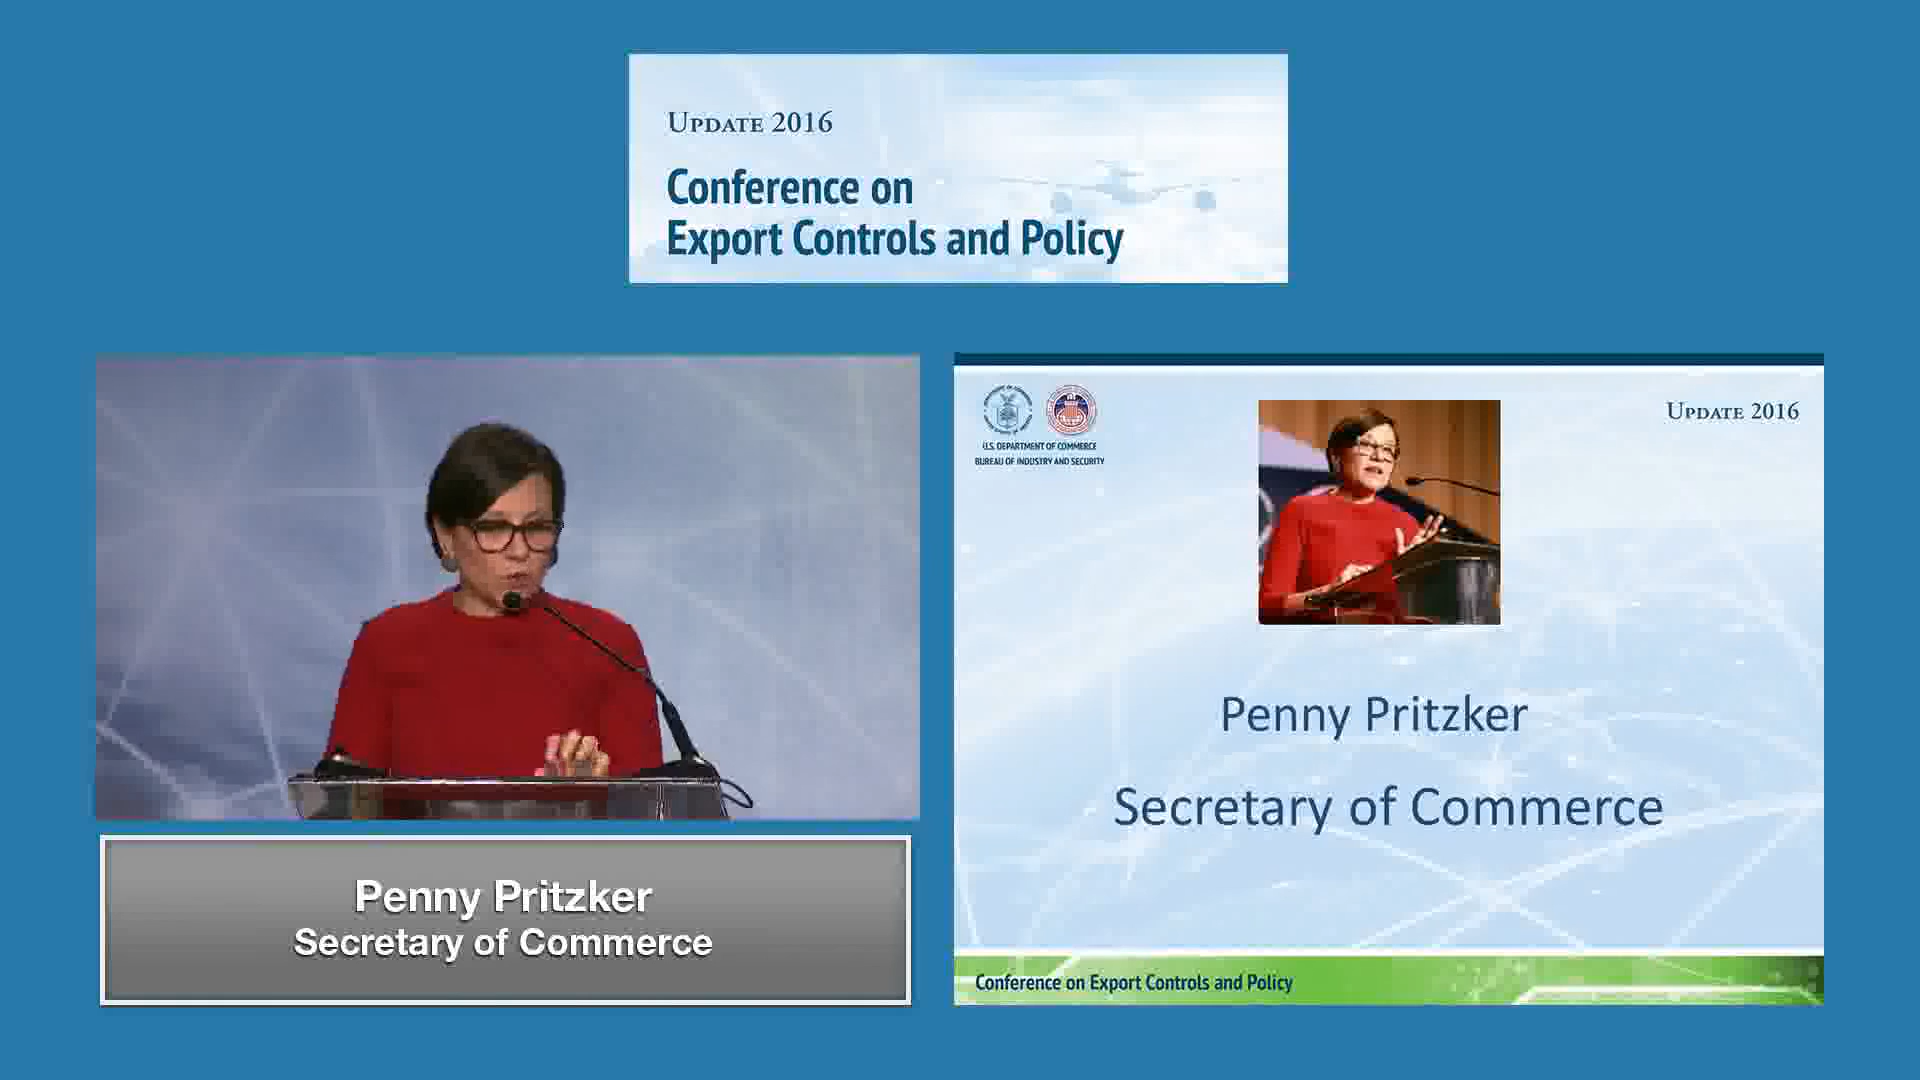 UPDATE 2016
Conference on
Export Controls and Policy
Penny Pritzker
Secretary of Commerce
U.S. DEPARTMENT OF COMMERCE
BUREAU OF INDUSTRY AND SECURITY
UPDATE 2016
Penny Pritzker
Secretary of Commerce
Conference on Export Controls and Policy